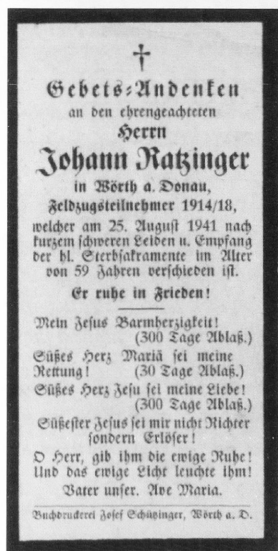 Gebets-Andenken
an den ehrengeachteten
Herrn
Johann Ratzinger
in Wörth a. Donau,
Feldzugsteilnehmer 1914/18,
welcher am 25. August 1941 nach
kurzem schweren Leiden u. Empfang
der hl. Sterbsakramente im Alter
von 59 Jahren verschieden ist.
Er ruhe in Frieden!
Mein Jesus Barmherzigkeit!
(300 Tage Ablaß.)
Süßes Herz Mariä sei meine
Rettung! (30 Tage Ablaß.)
Süßes Herz Jesu sei meine Liebe!
(300 Tage Ablaß.)
Süßester Jesus sei mir nicht Richter
sondern Erlöser!
O Herr, gib ihm die ewige Ruhe!
Und das ewige Licht leuchte ihm!
Vater unser. Ave Maria.
Buchdruckerei Josef Schützinger, Wörth a. D.